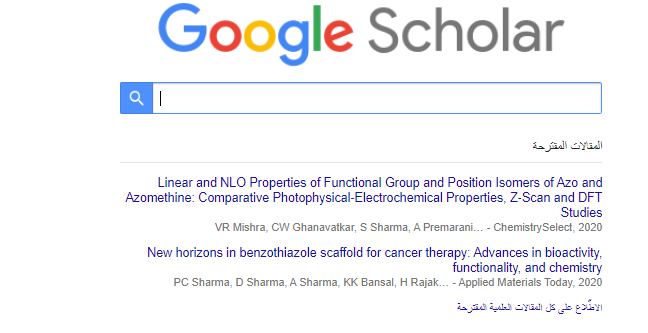 Google Scholar
المقالات المقترحة
Linear and NLO Properties of Functional Group and Position Isomers of Azo and
Azomethine: Comparative Photophysical-Electrochemical Properties, Z-Scan and DFT
Studies
VR Mishra, CW Ghanavatkar, S Sharma, A Premarani... - ChemistrySelect, 2020
New horizons in benzothiazole scaffold for cancer therapy: Advances in bioactivity,
functionality, and chemistry
PC Sharma, D Sharma, A Sharma, KK Bansal, H Rajak... - Applied Materials Today, 2020
الاطّلاع على كل المقالات العلمية المقترحة